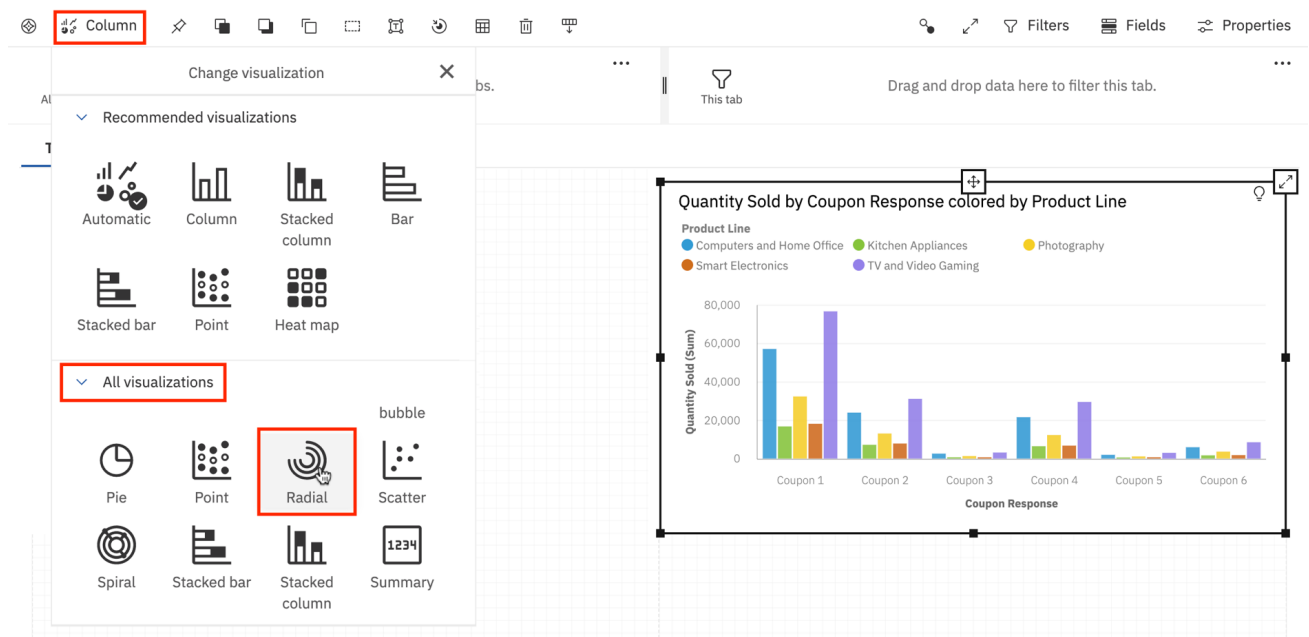 Column
Filters
Fields
Properties
Change visualization
bs.
Al
This tab
Drag and drop data here to filter this tab.
T
Recommended visualizations
Automatic
Column
Stacked
column
Bar
Stacked bar
Point
Heat map
All visualizations
bubble
Pie
Point
Radial
Scatter
Spiral
Stacked bar
Stacked
column
1234
Summary
Quantity Sold by Coupon Response colored by Product Line
Product Line
Computers and Home Office
Kitchen Appliances
Photography
Smart Electronics
TV and Video Gaming
80,000
60,000
40,000
20,000
0
Quantity Sold (Sum)
Coupon 1
Coupon 2
Coupon 3
Coupon 4
Coupon 5
Coupon 6
Coupon Response